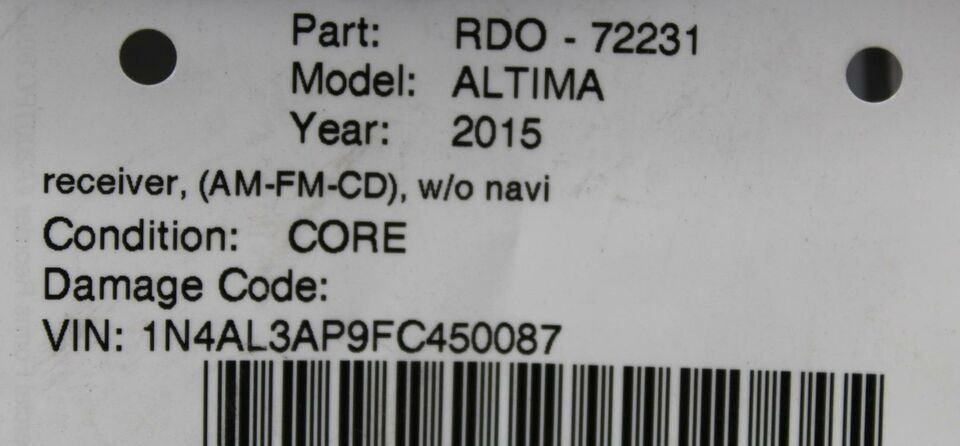 Part: RDO - 72231
Model: ALTIMA
Year: 2015
receiver, (AM-FM-CD), w/o navi
Condition: CORE
Damage Code:
VIN: 1N4AL3AP9FC450087